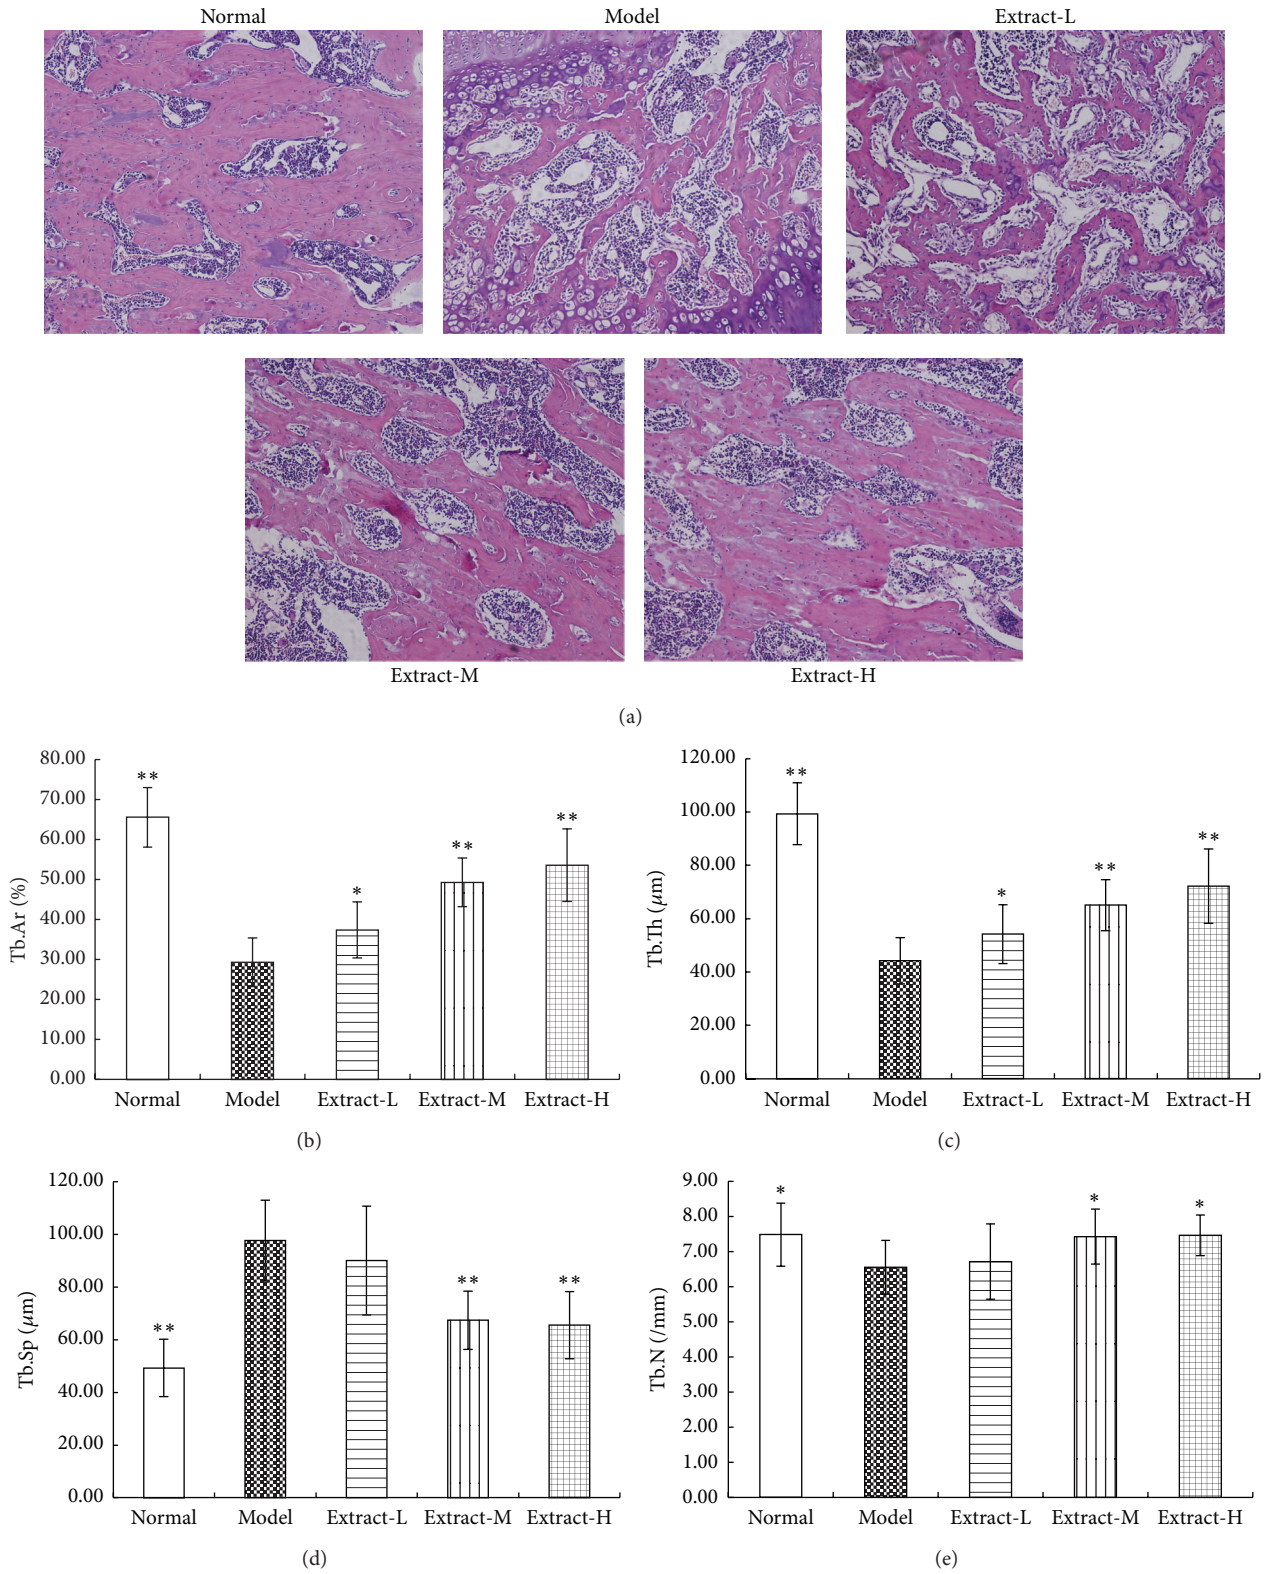 Normal
Model
Extract-L
Extract-M
Extract-H
(a)
80.00
70.00
60.00
50.00
40.00
30.00
20.00
10.00
0.00
Tb.Ar (%)
**
*
**
**
Normal
Model
Extract-L
Extract-M
Extract-H
(b)
120.00
100.00
80.00
60.00
40.00
20.00
0.00
Tb.Th (μm)
**
*
**
**
Normal
Model
Extract-L
Extract-M
Extract-H
(c)
120.00
100.00
80.00
60.00
40.00
20.00
0.00
Tb.Sp (μm)
**
**
**
Normal
Model
Extract-L
Extract-M
Extract-H
(d)
9.00
8.00
7.00
6.00
5.00
4.00
3.00
2.00
1.00
0.00
Tb.N (/mm)
*
*
*
Normal
Model
Extract-L
Extract-M
Extract-H
(e)